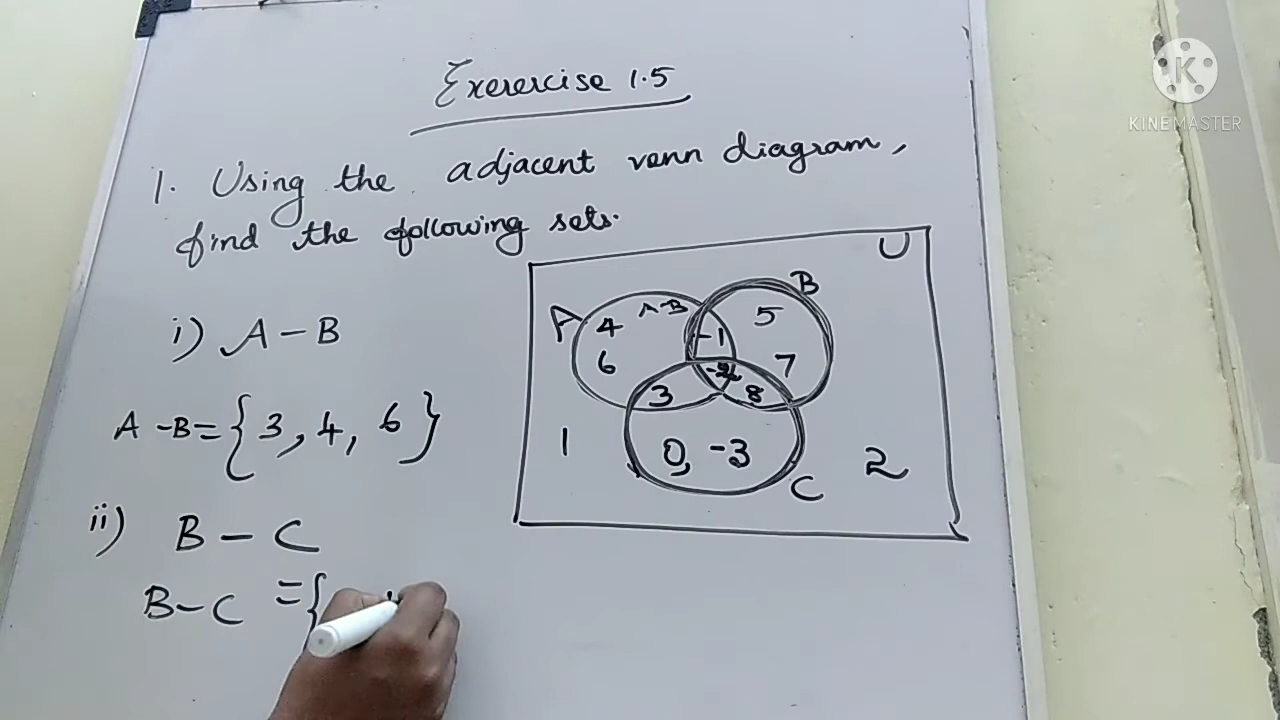 Exerercise 1.5
1. Using the adjacent venn diagram,
find the following sets.
U
i) A - B
A
B
4
A-B
5
-1
6
7
3
8
A - B = { 3, 4, 6 }
1
0, -3
2
C
ii) B - C
B - C = {
K
KINEMASTER